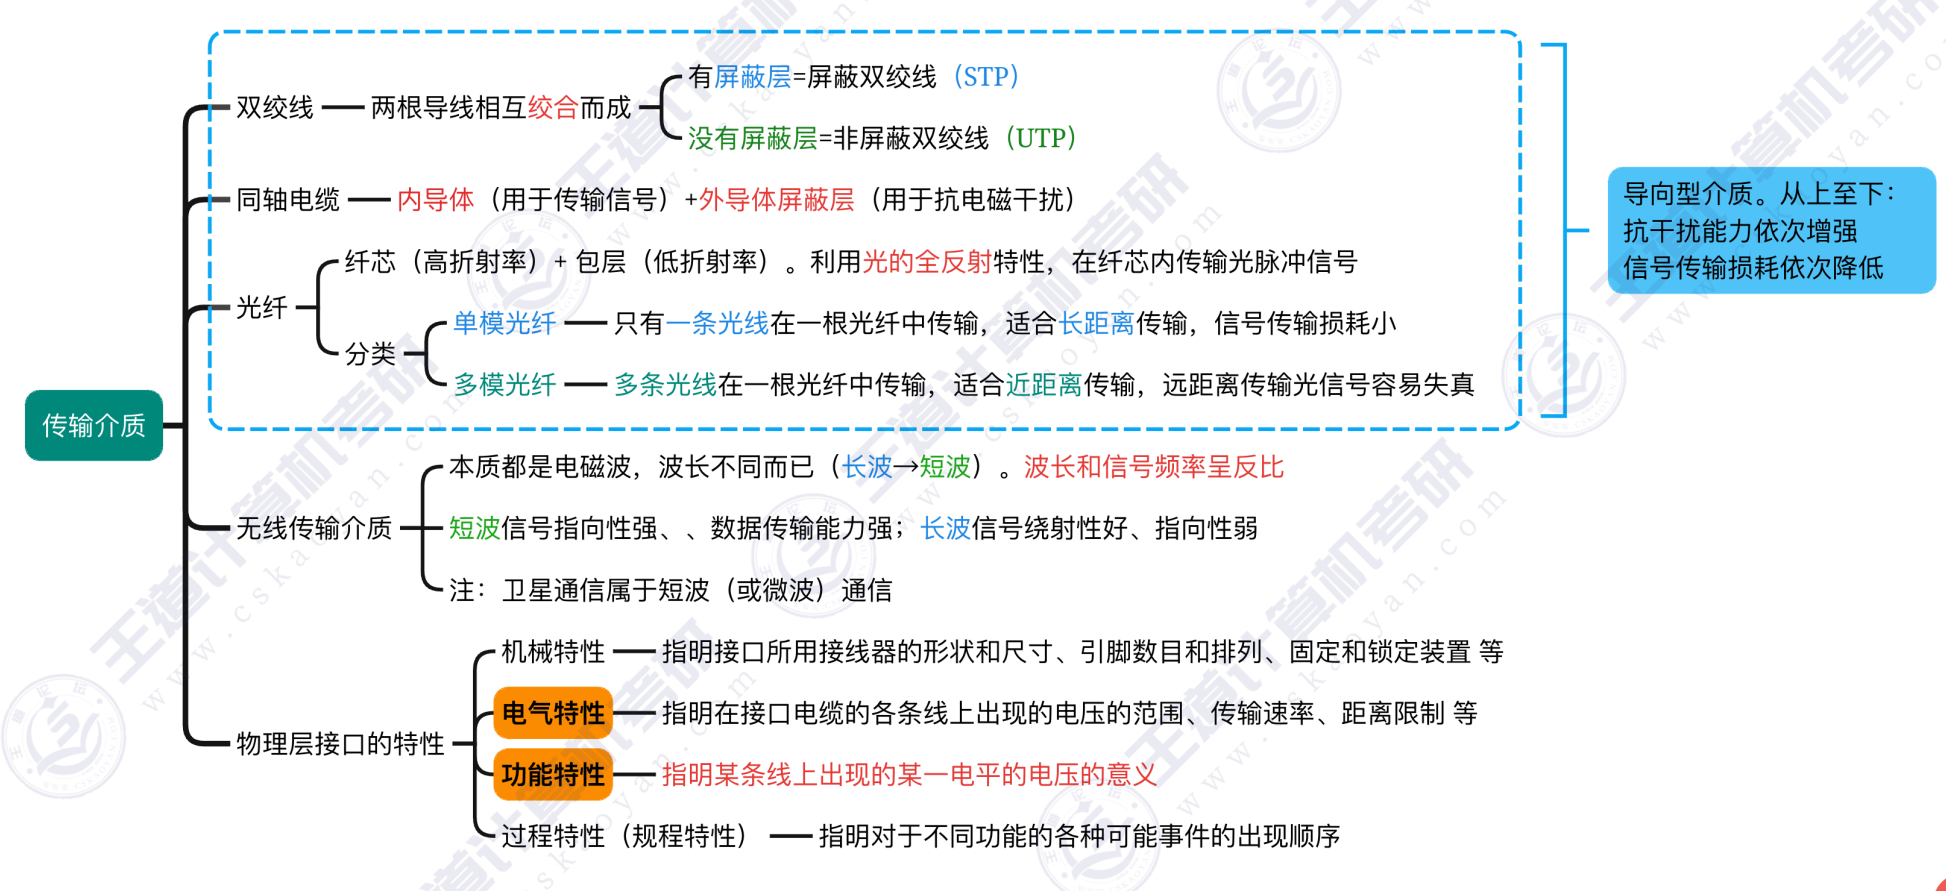 传输介质
双绞线
两根导线相互绞合而成
有屏蔽层=屏蔽双绞线（STP）
没有屏蔽层=非屏蔽双绞线（UTP）
同轴电缆
内导体（用于传输信号）+外导体屏蔽层（用于抗电磁干扰）
光纤
纤芯（高折射率）+ 包层（低折射率）。利用光的全反射特性，在纤芯内传输光脉冲信号
分类
单模光纤
只有一条光线在一根光纤中传输，适合长距离传输，信号传输损耗小
多模光纤
多条光线在一根光纤中传输，适合近距离传输，远距离传输光信号容易失真
导向型介质。从上至下：
抗干扰能力依次增强
信号传输损耗依次降低
无线传输介质
本质都是电磁波，波长不同而已（长波→短波）。波长和信号频率呈反比
短波信号指向性强、、数据传输能力强；长波信号绕射性好、指向性弱
注：卫星通信属于短波（或微波）通信
物理层接口的特性
机械特性
指明接口所用接线器的形状和尺寸、引脚数目和排列、固定和锁定装置 等
电气特性
指明在接口电缆的各条线上出现的电压的范围、传输速率、距离限制 等
功能特性
指明某条线上出现的某一电平的电压的意义
过程特性（规程特性）
指明对于不同功能的各种可能事件的出现顺序
王道计算机考研
www.cskaoyan.com